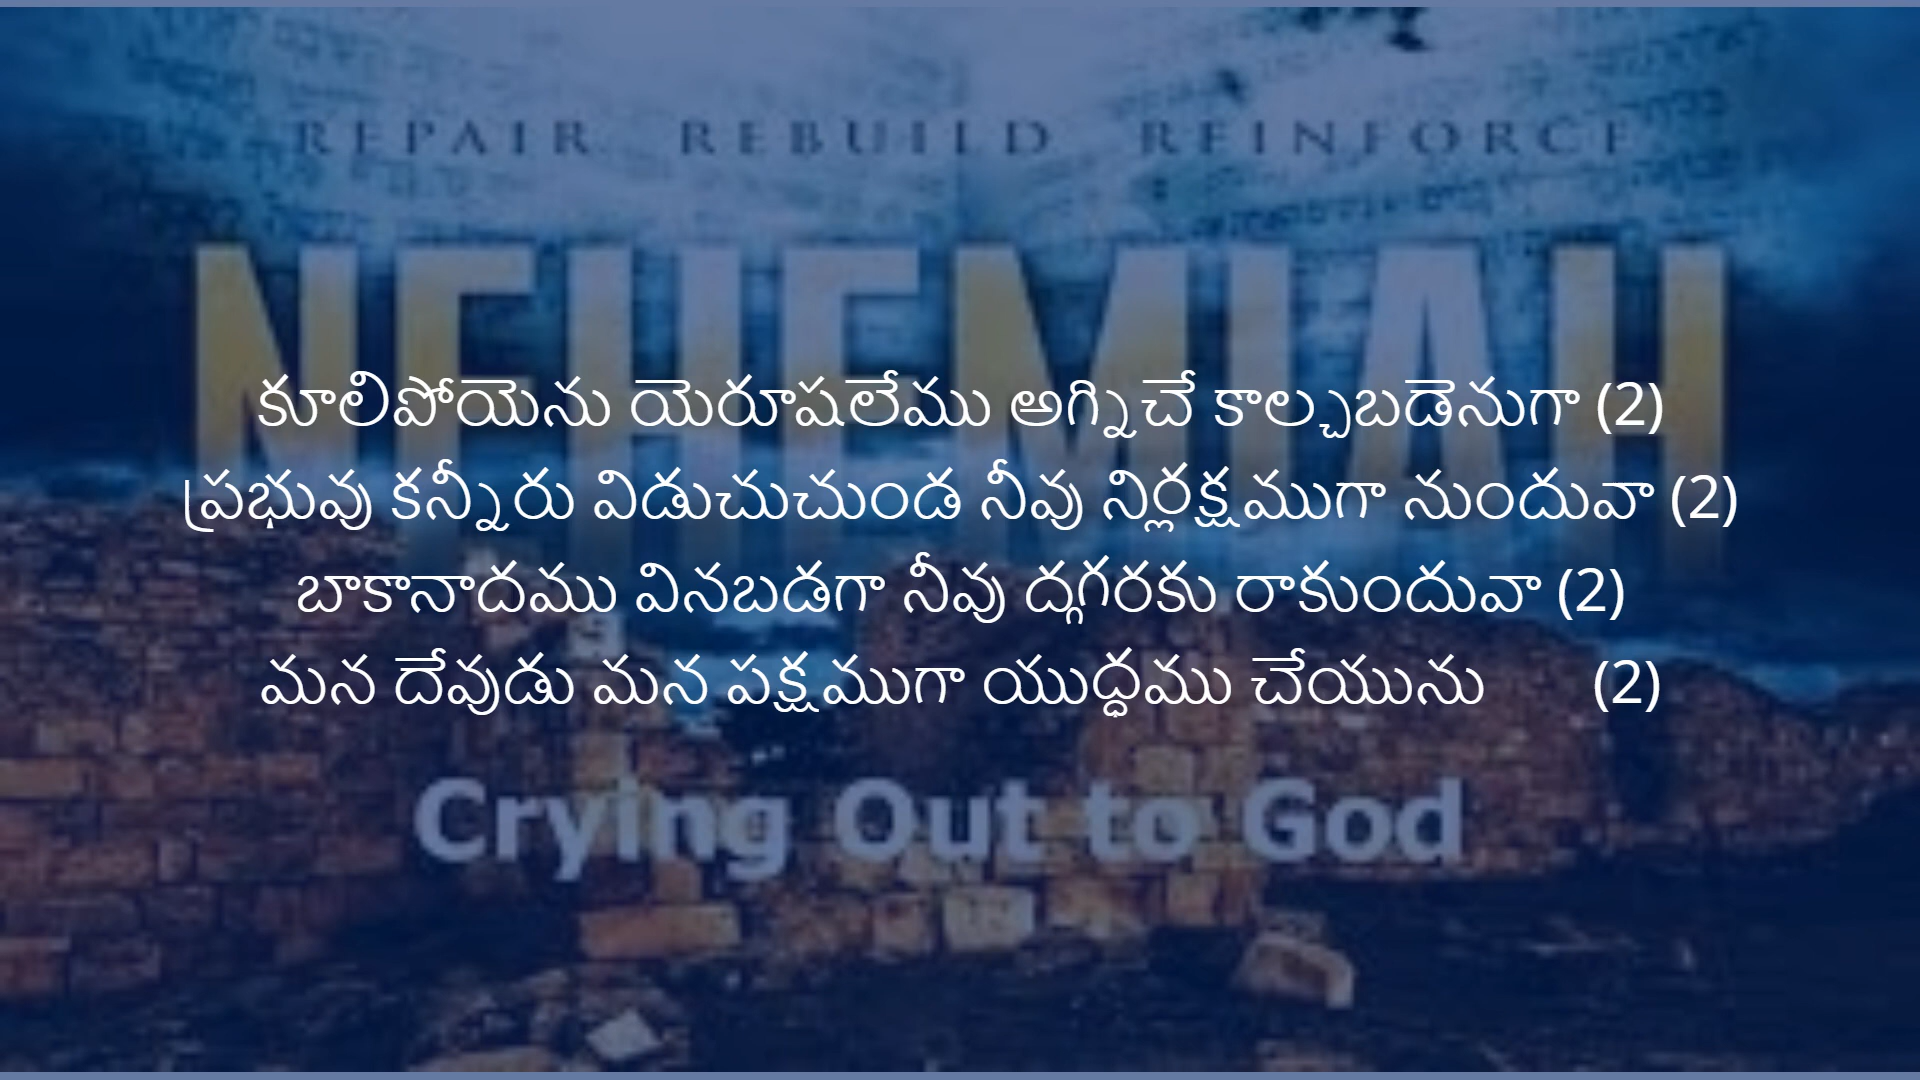 REPAIR REBUILD REINFORCE
NEHEMIAH
కూలిపోయెను యెరూషలేము అగ్నిచే కాల్చబడెనుగా (2)
ప్రభువు కన్నీరు విడుచుచుండ నీవు నిర్లక్షముగా నుందువా (2)
బాకానాదము వినబడగా నీవు దగ్గరకు రాకుందువా (2)
మన దేవుడు మన పక్షముగా యుద్ధము చేయును (2)
Crying Out to God